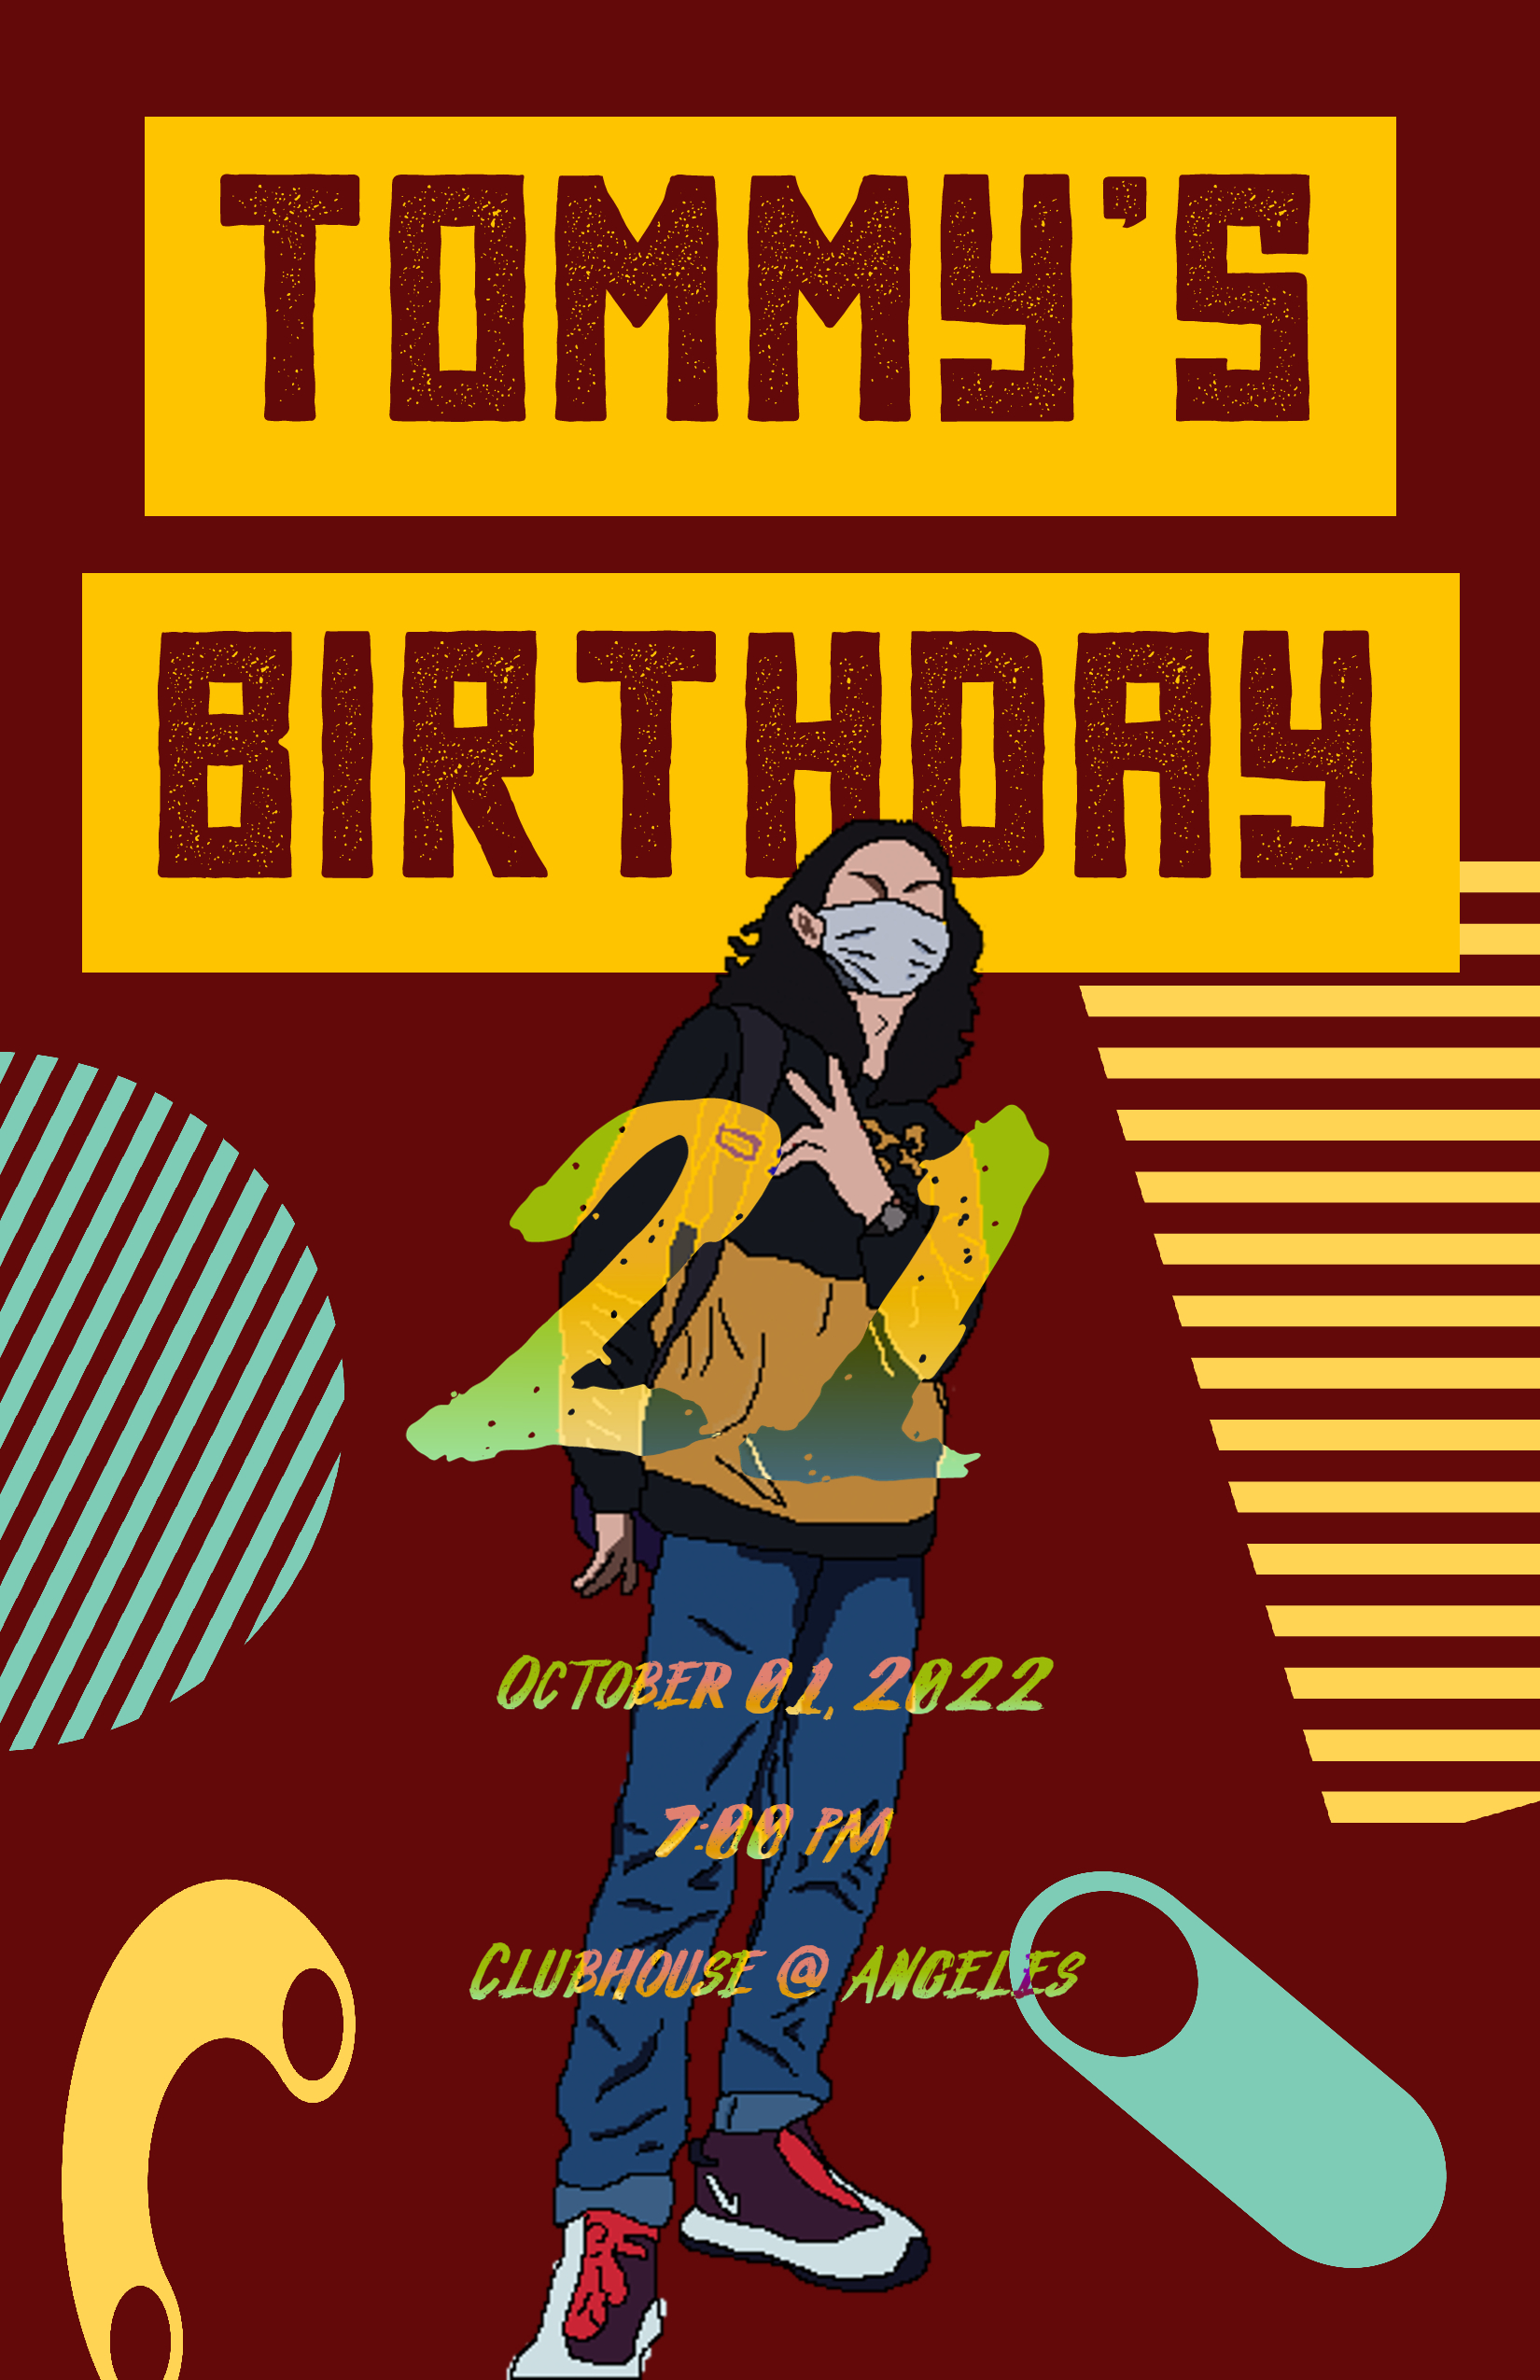 TOMMY'S
BIRTHDAY
21
OCTOBER 01, 2022
7:00 PM
CLUBHOUSE @ ANGELES